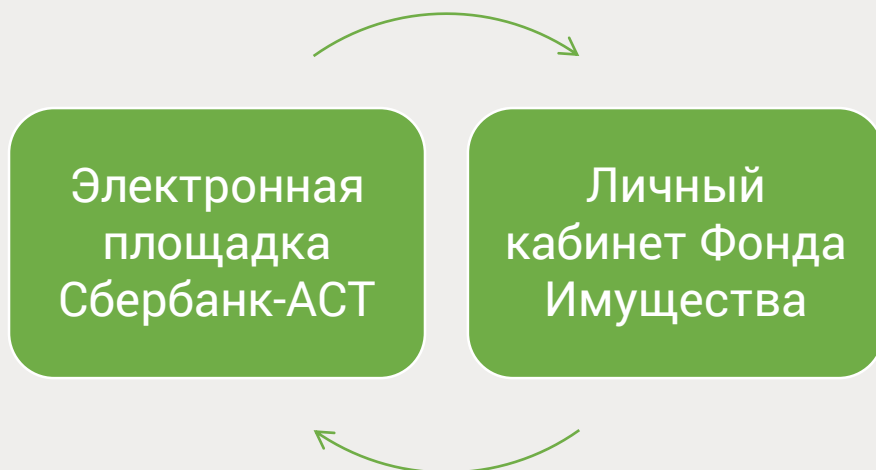 Электронная
площадка
Сбербанк-АСТ
Личный
кабинет Фонда
Имущества